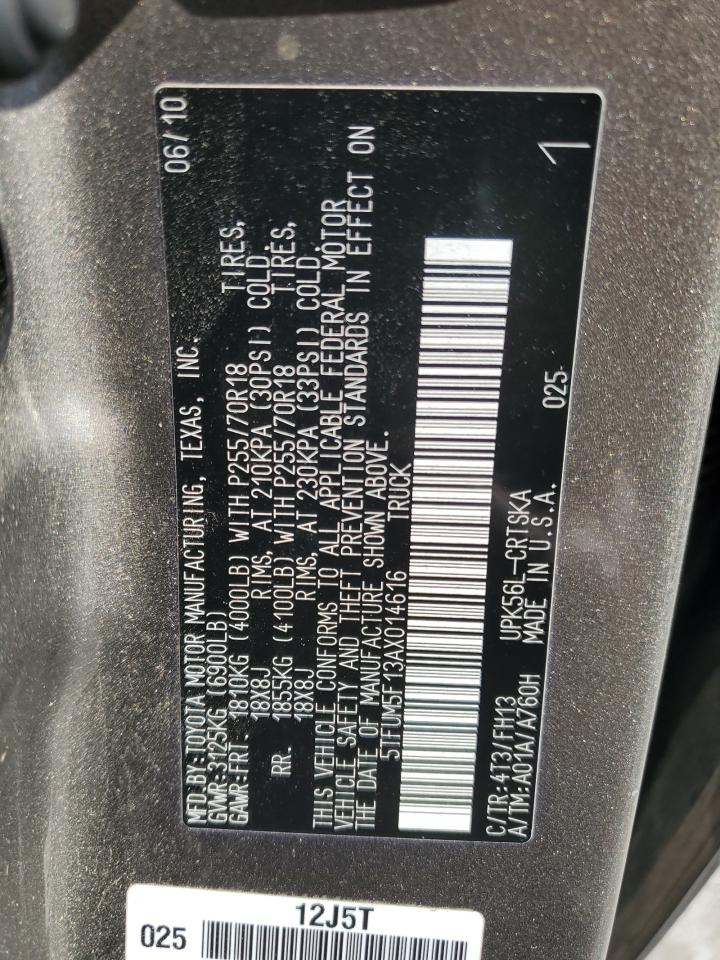 MFD.BY:TOYOTA MOTOR MANUFACTURING, TEXAS, INC. 06/10
GVWR:3125KG (6900LB)
GAWR:FRT. 1810KG (4000LB) WITH P255/70R18 TIRES,
18X8J RIMS, AT 210KPA (30PSI) COLD.
RR. 1855KG (4100LB) WITH P255/70R18 TIRES,
18X8J RIMS, AT 230KPA (33PSI) COLD.
THIS VEHICLE CONFORMS TO ALL APPLICABLE FEDERAL MOTOR
VEHICLE SAFETY AND THEFT PREVENTION STANDARDS IN EFFECT ON
THE DATE OF MANUFACTURE SHOWN ABOVE.
5TFUM5F13AX014616 TRUCK
C/TR:4T3/FH13 UPK56L-CRTSKA 025
A/TM:A01A/A760H MADE IN U.S.A. 1
12J5T
025